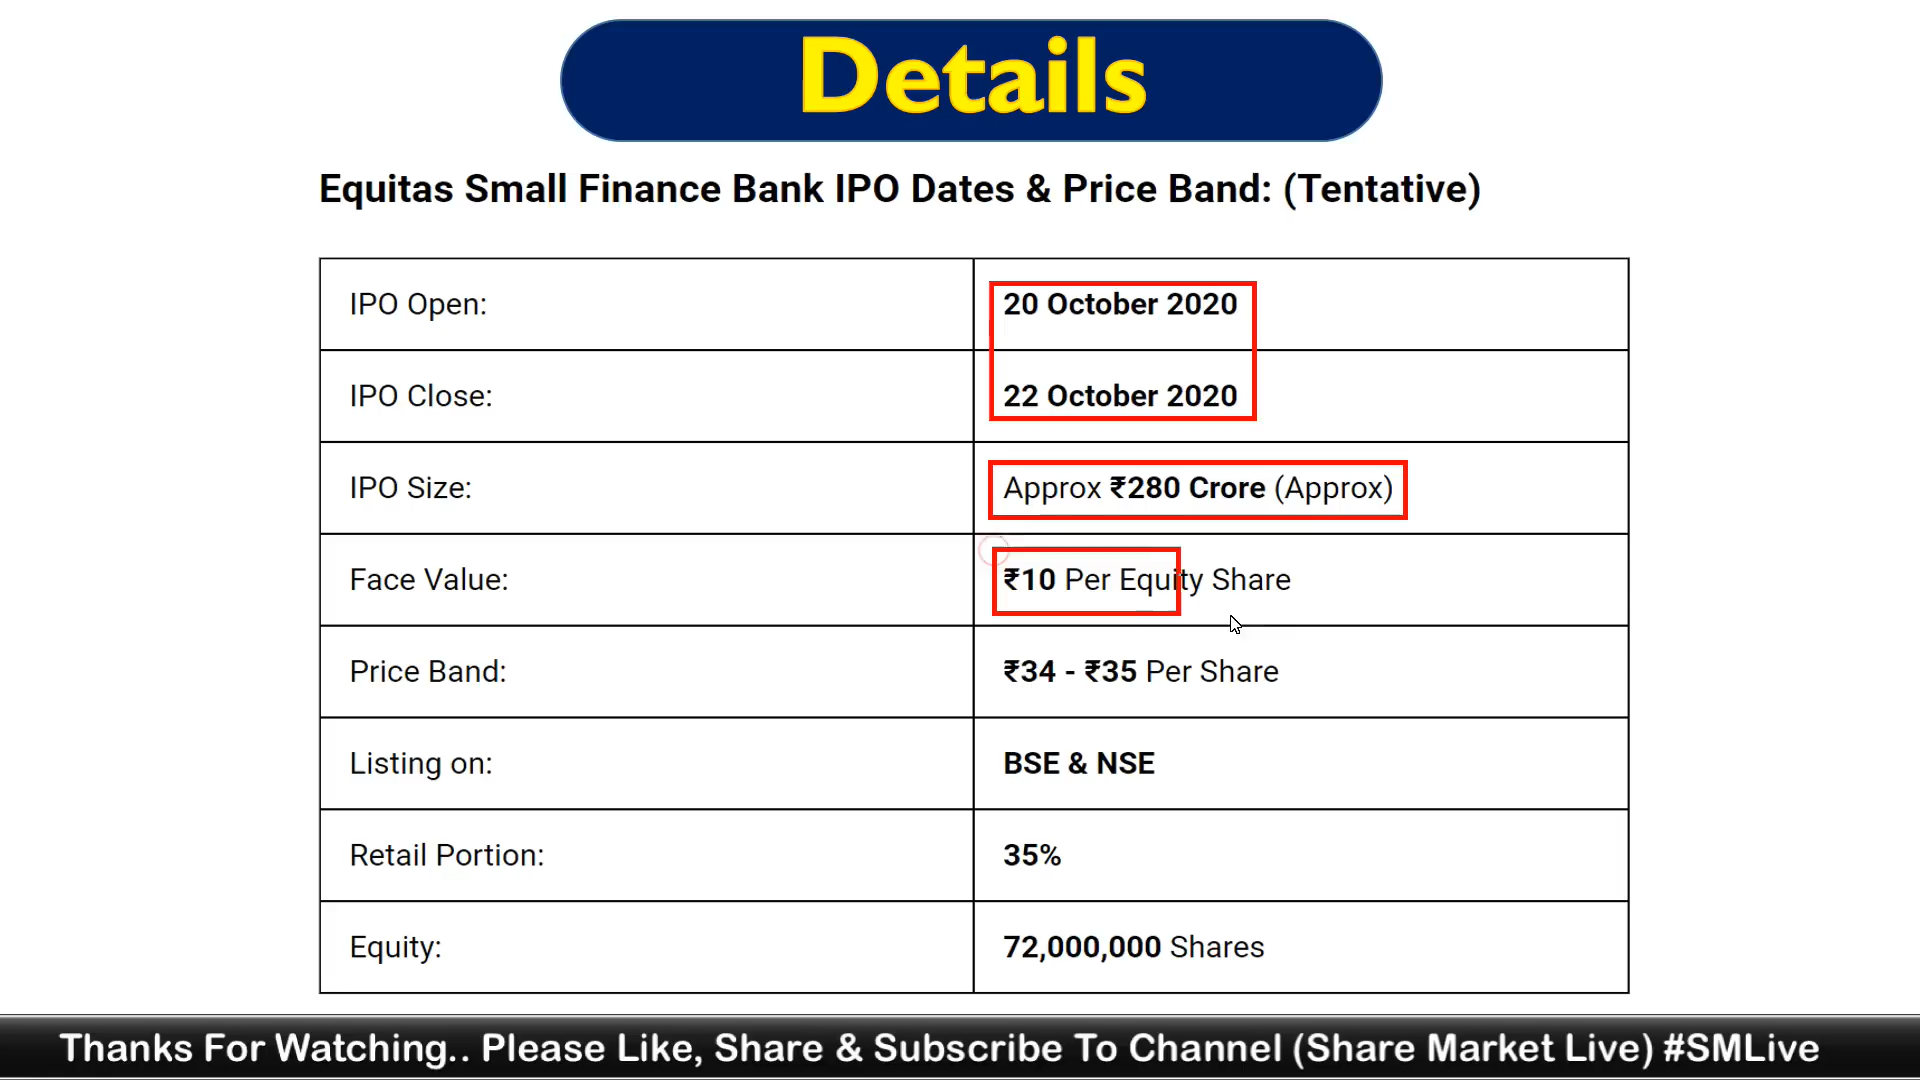 Details
Equitas Small Finance Bank IPO Dates & Price Band: (Tentative)
IPO Open: 20 October 2020
IPO Close: 22 October 2020
IPO Size: Approx ₹280 Crore (Approx)
Face Value: ₹10 Per Equity Share
Price Band: ₹34 - ₹35 Per Share
Listing on: BSE & NSE
Retail Portion: 35%
Equity: 72,000,000 Shares
Thanks For Watching.. Please Like, Share & Subscribe To Channel (Share Market Live) #SMLive